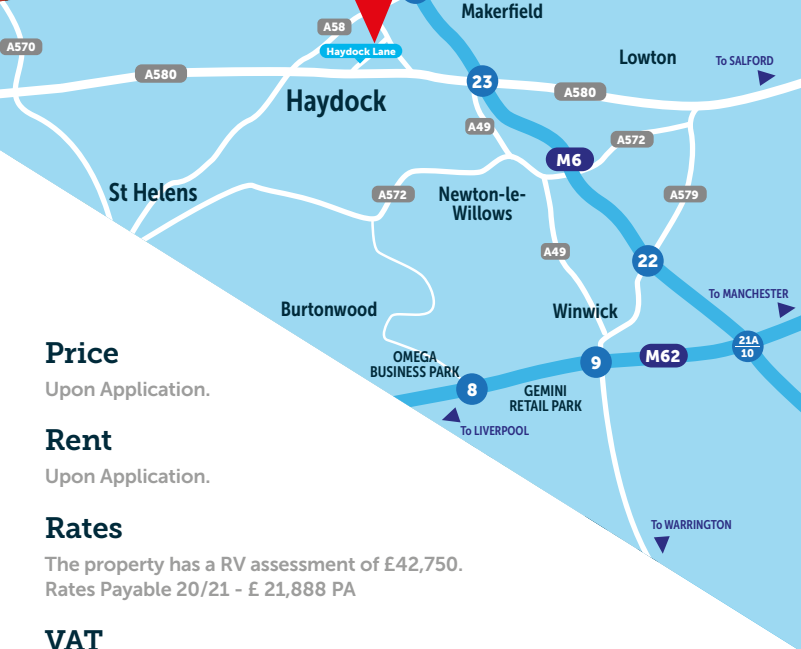 Makerfield
A58
A570
Haydock Lane
Lowton
To SALFORD
A580
23
A580
Haydock
A49
A572
M6
St Helens
A572
Newton-le-
Willows
A579
A49
22
To MANCHESTER
Burtonwood
Winwick
21A
10
OMEGA
BUSINESS PARK
9
M62
8
GEMINI
RETAIL PARK
To LIVERPOOL
To WARRINGTON
Price
Upon Application.
Rent
Upon Application.
Rates
The property has a RV assessment of £42,750.
Rates Payable 20/21 - £ 21,888 PA
VAT